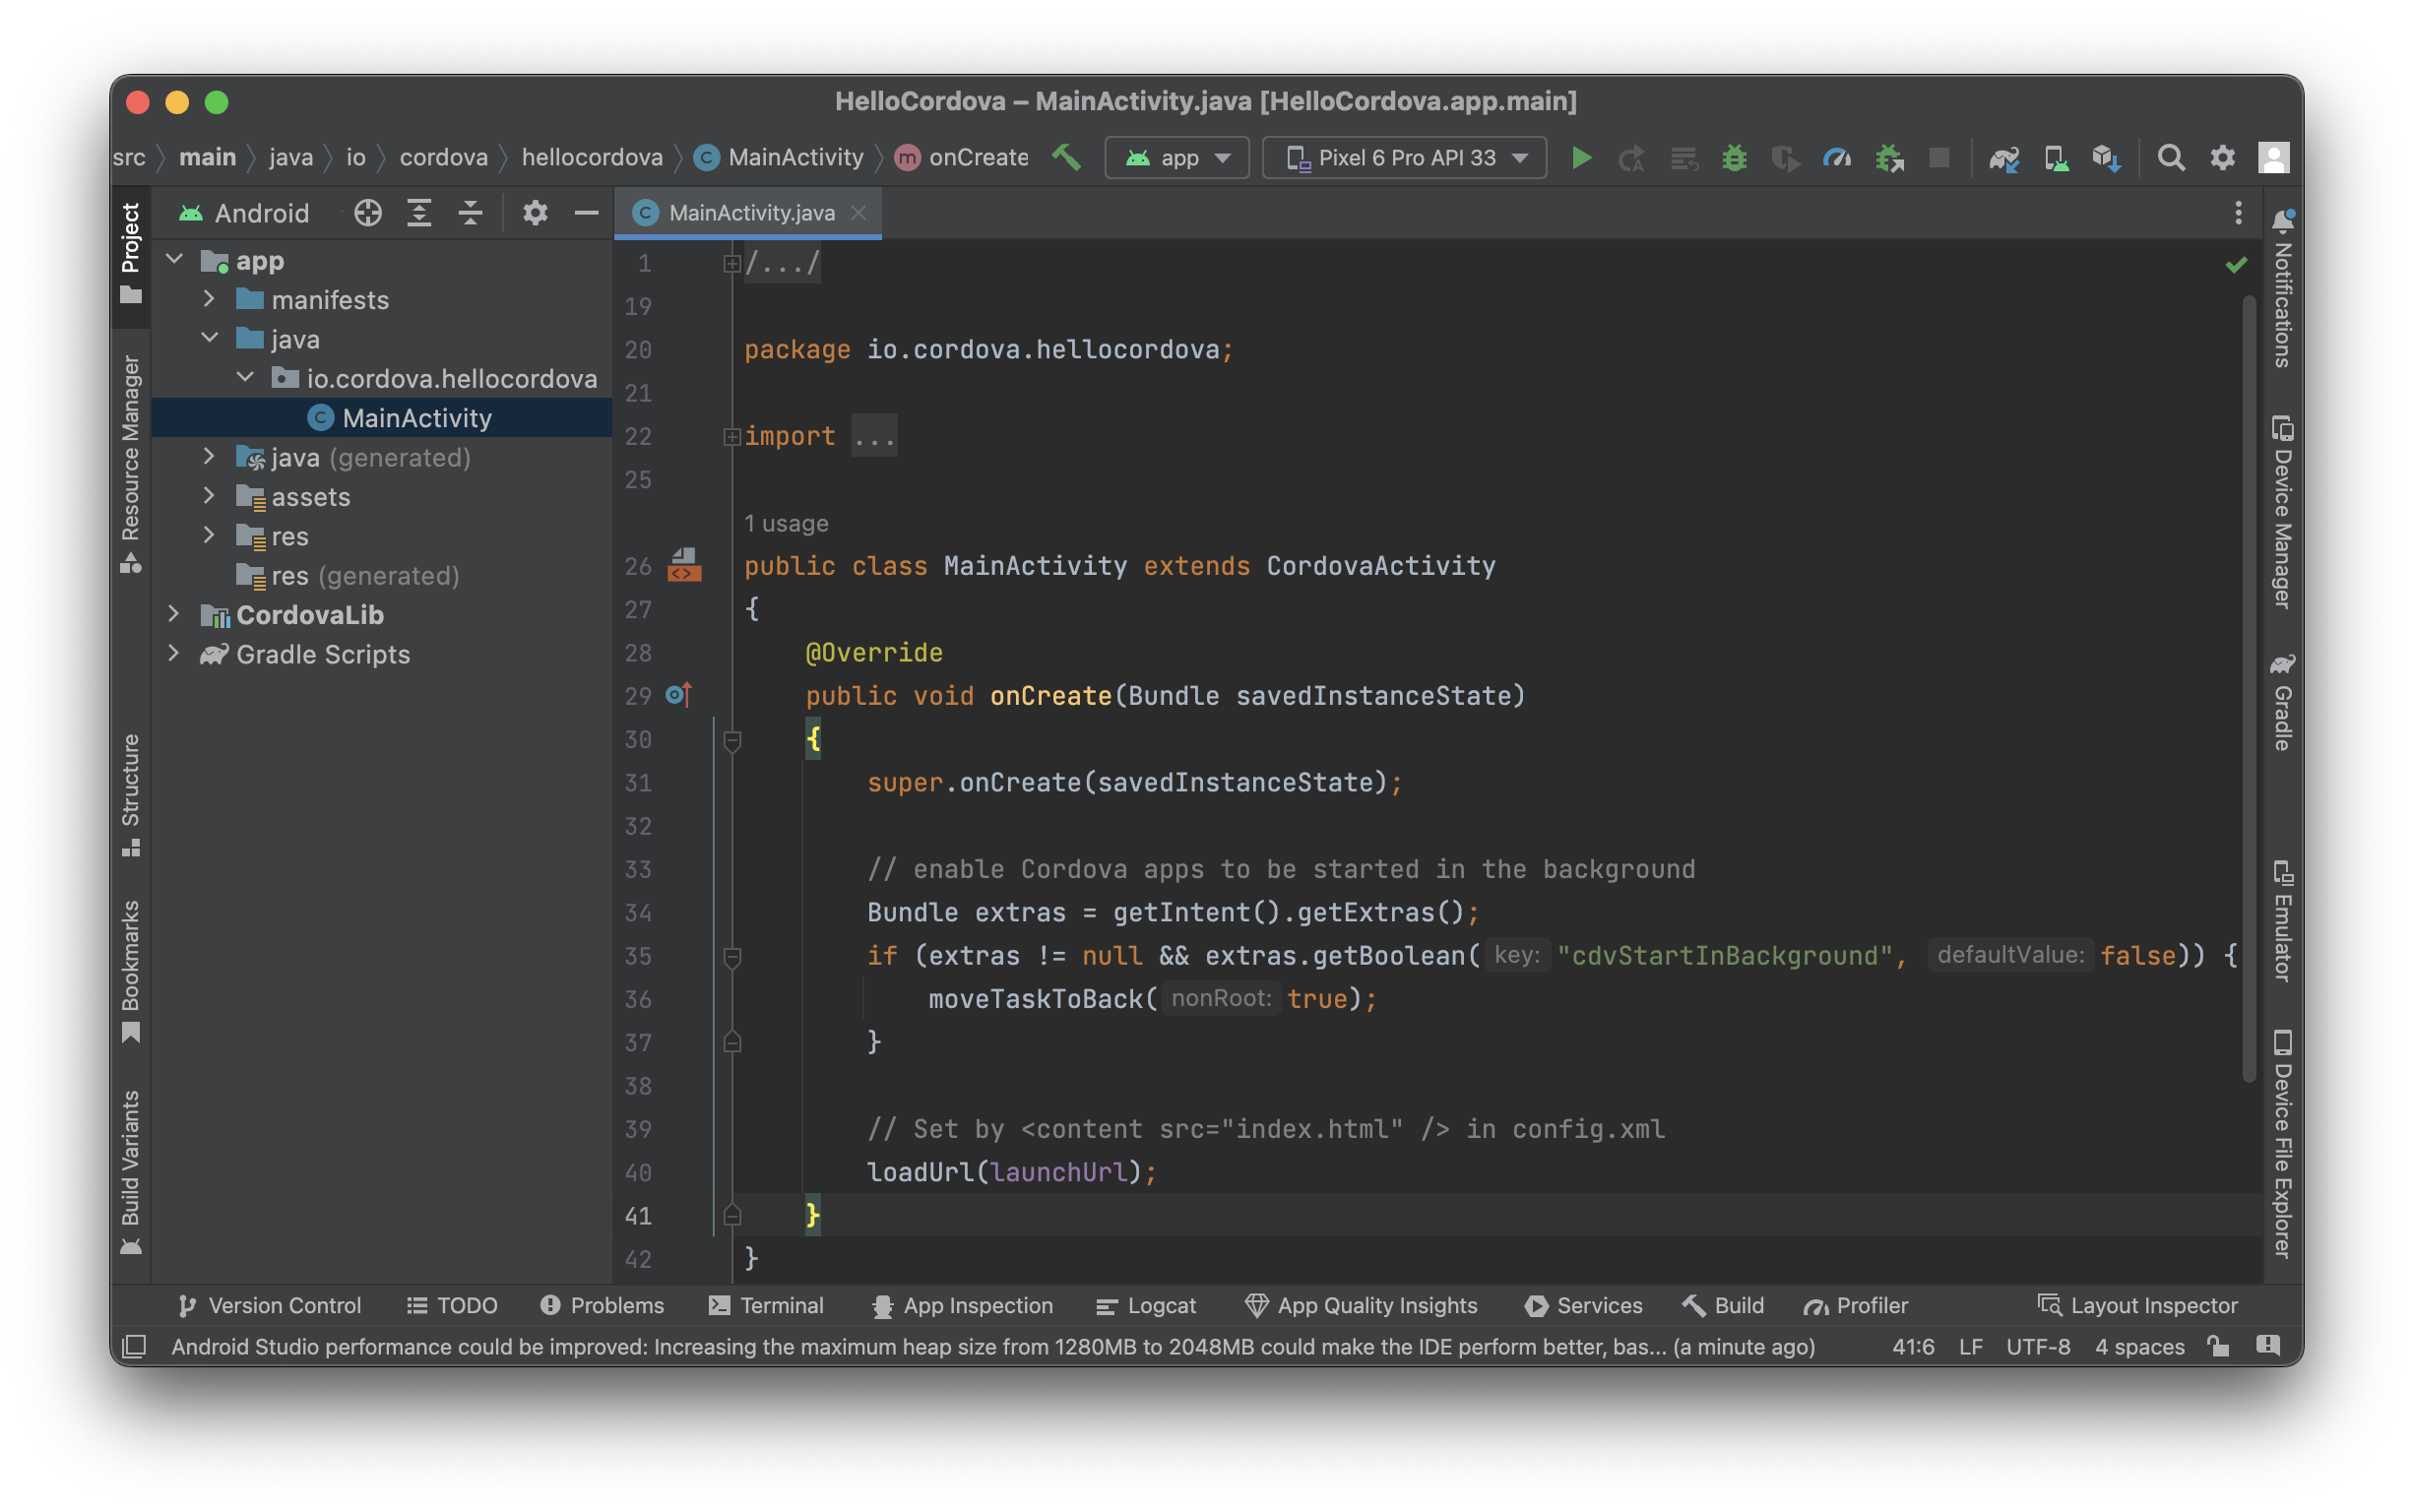 HelloCordova – MainActivity.java [HelloCordova.app.main]
src main java io cordova hellocordova C MainActivity m onCreate app Pixel 6 Pro API 33
Project
Resource Manager
Structure
Bookmarks
Build Variants
Android
app
manifests
java
io.cordova.hellocordova
C MainActivity
java (generated)
assets
res
res (generated)
CordovaLib
Gradle Scripts
C MainActivity.java
1 /.../
19
20 package io.cordova.hellocordova;
21
22 import ...
25
1 usage
26 public class MainActivity extends CordovaActivity
27 {
28 @Override
29 public void onCreate(Bundle savedInstanceState)
30 {
31 super.onCreate(savedInstanceState);
32
33 // enable Cordova apps to be started in the background
34 Bundle extras = getIntent().getExtras();
35 if (extras != null && extras.getBoolean( key: "cdvStartInBackground", defaultValue: false)) {
36 moveTaskToBack( nonRoot: true);
37 }
38
39 // Set by <content src="index.html" /> in config.xml
40 loadUrl(launchUrl);
41 }
42 }
Notifications
Device Manager
Gradle
Emulator
Device File Explorer
Version Control TODO Problems Terminal App Inspection Logcat App Quality Insights Services Build Profiler Layout Inspector
Android Studio performance could be improved: Increasing the maximum heap size from 1280MB to 2048MB could make the IDE perform better, bas... (a minute ago) 41:6 LF UTF-8 4 spaces